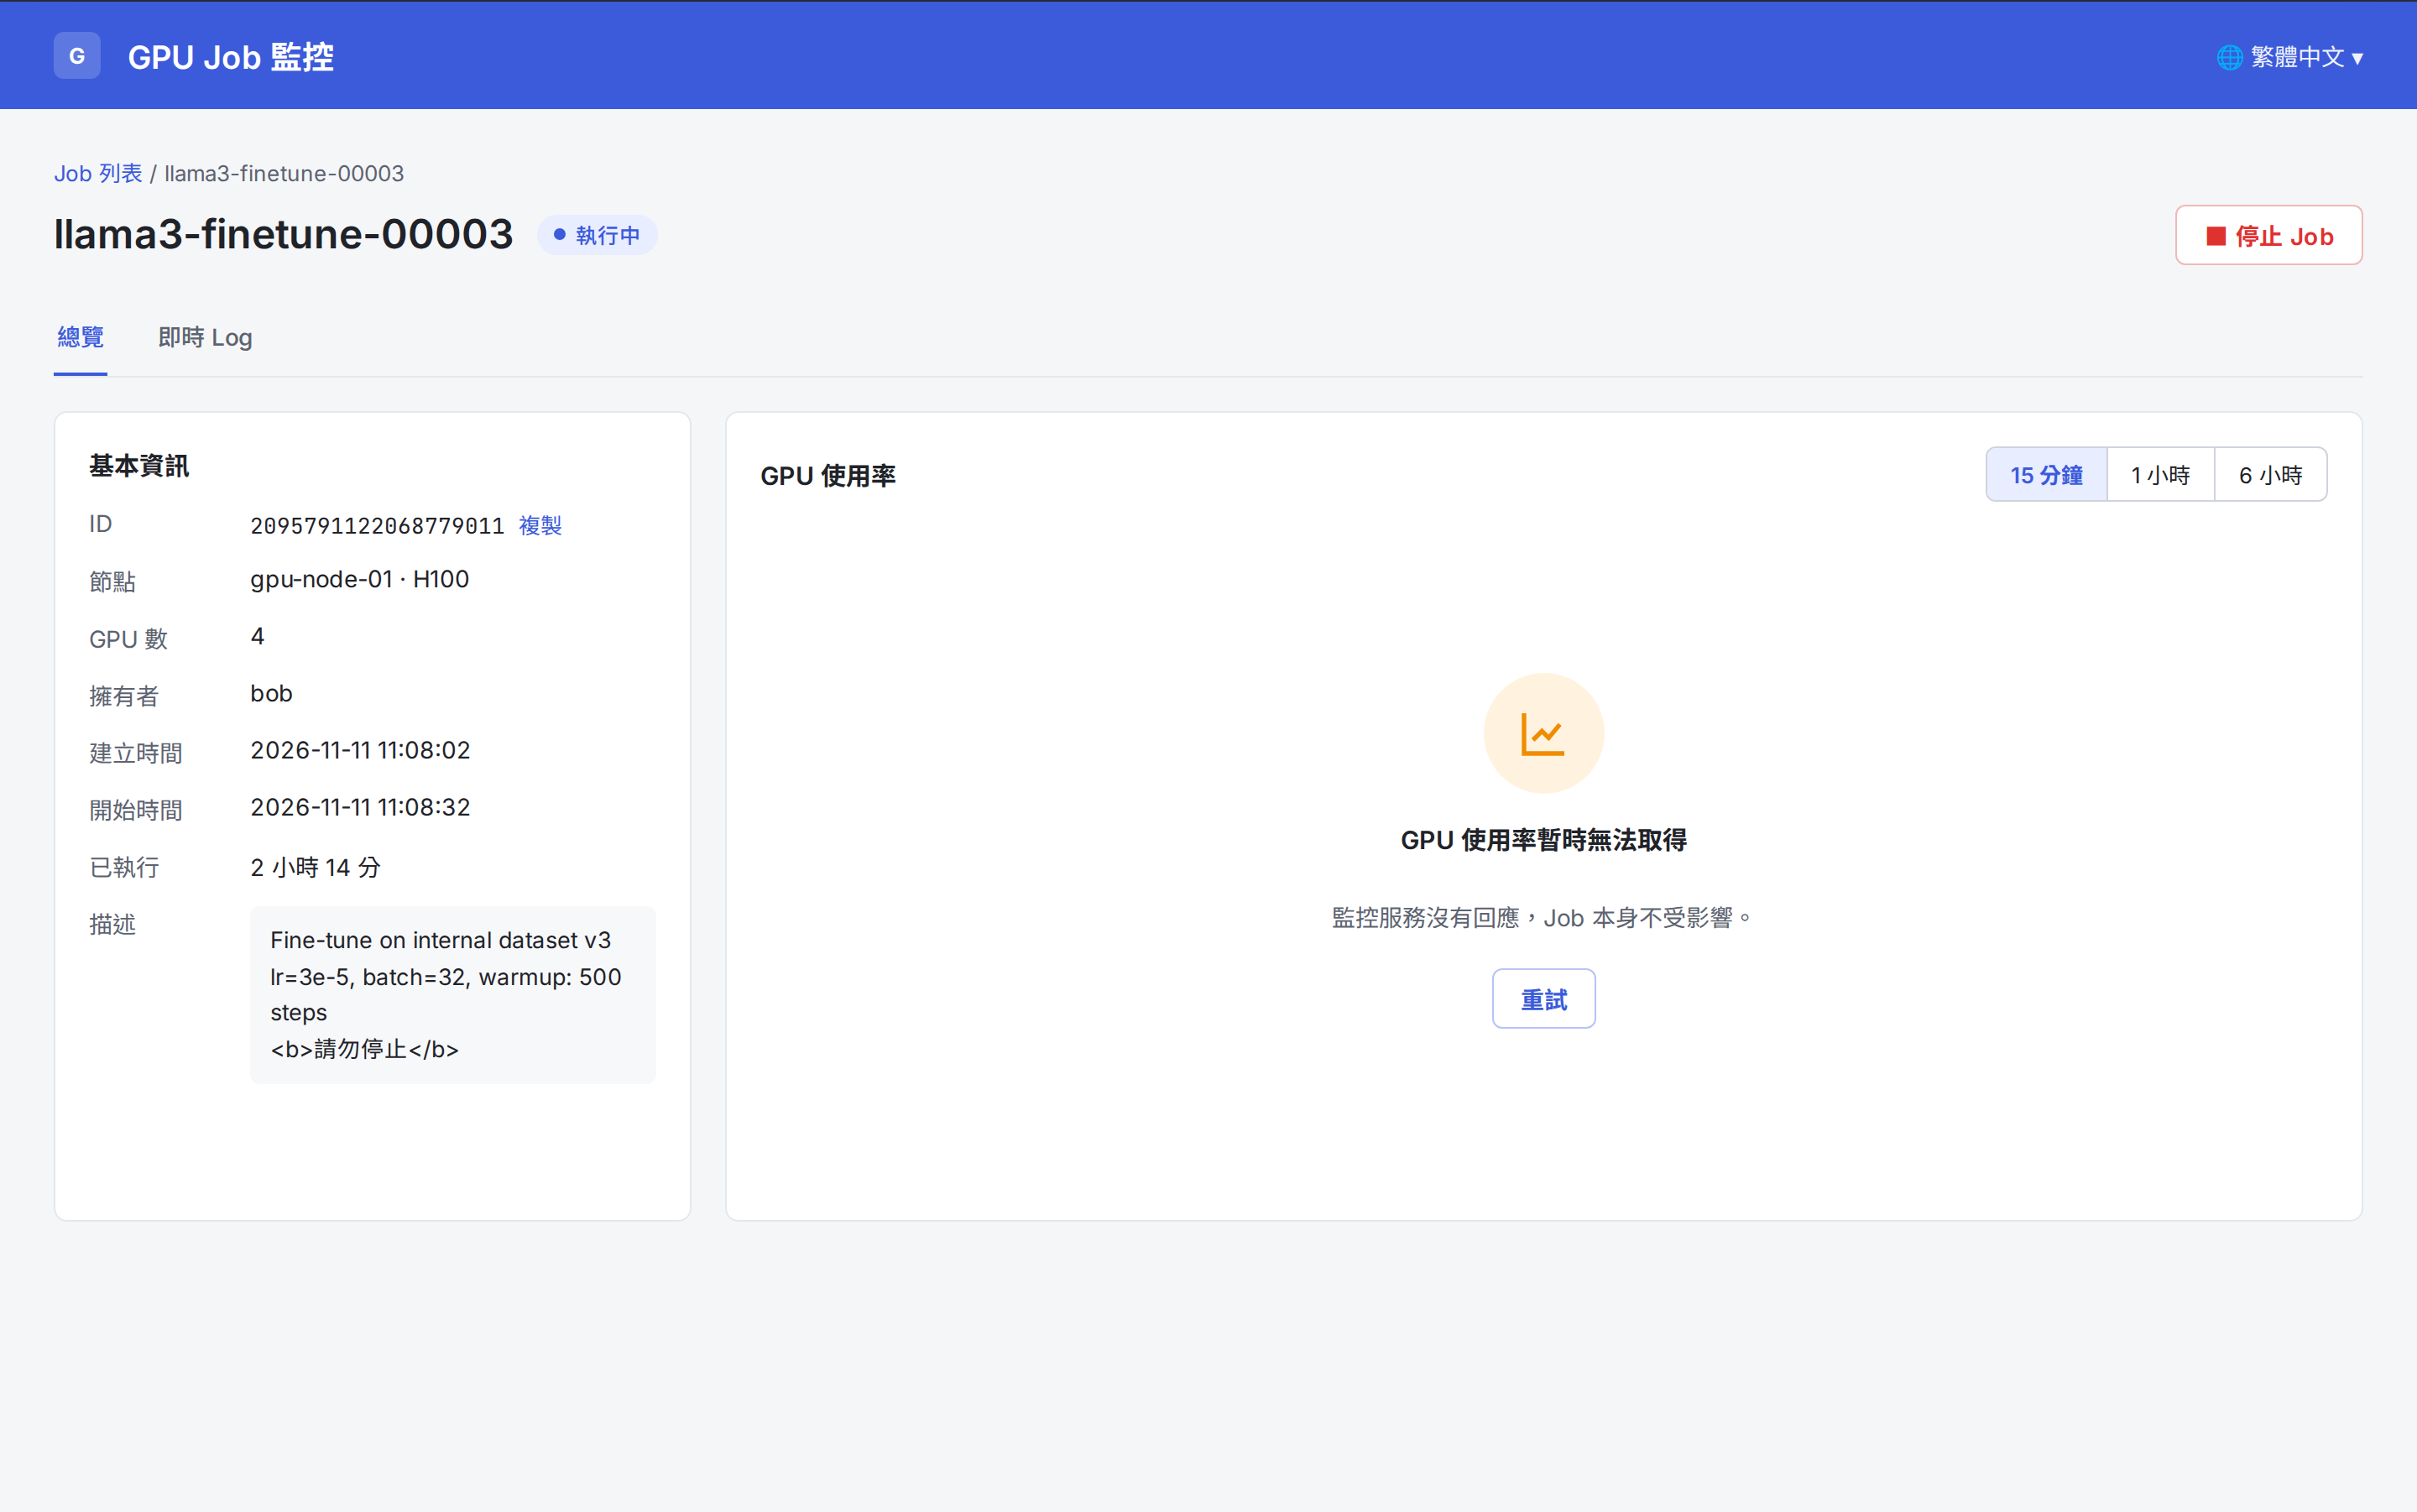 G
GPU Job 監控
繁體中文 ▾
Job 列表 / llama3-finetune-00003
llama3-finetune-00003
執行中
停止 Job
總覽
即時 Log
基本資訊
ID 2095791122068779011 複製
節點 gpu-node-01 · H100
GPU 數 4
擁有者 bob
建立時間 2026-11-11 11:08:02
開始時間 2026-11-11 11:08:32
已執行 2 小時 14 分
描述
Fine-tune on internal dataset v3
lr=3e-5, batch=32, warmup: 500
steps
<b>請勿停止</b>
GPU 使用率
15 分鐘
1 小時
6 小時
GPU 使用率暫時無法取得
監控服務沒有回應，Job 本身不受影響。
重試